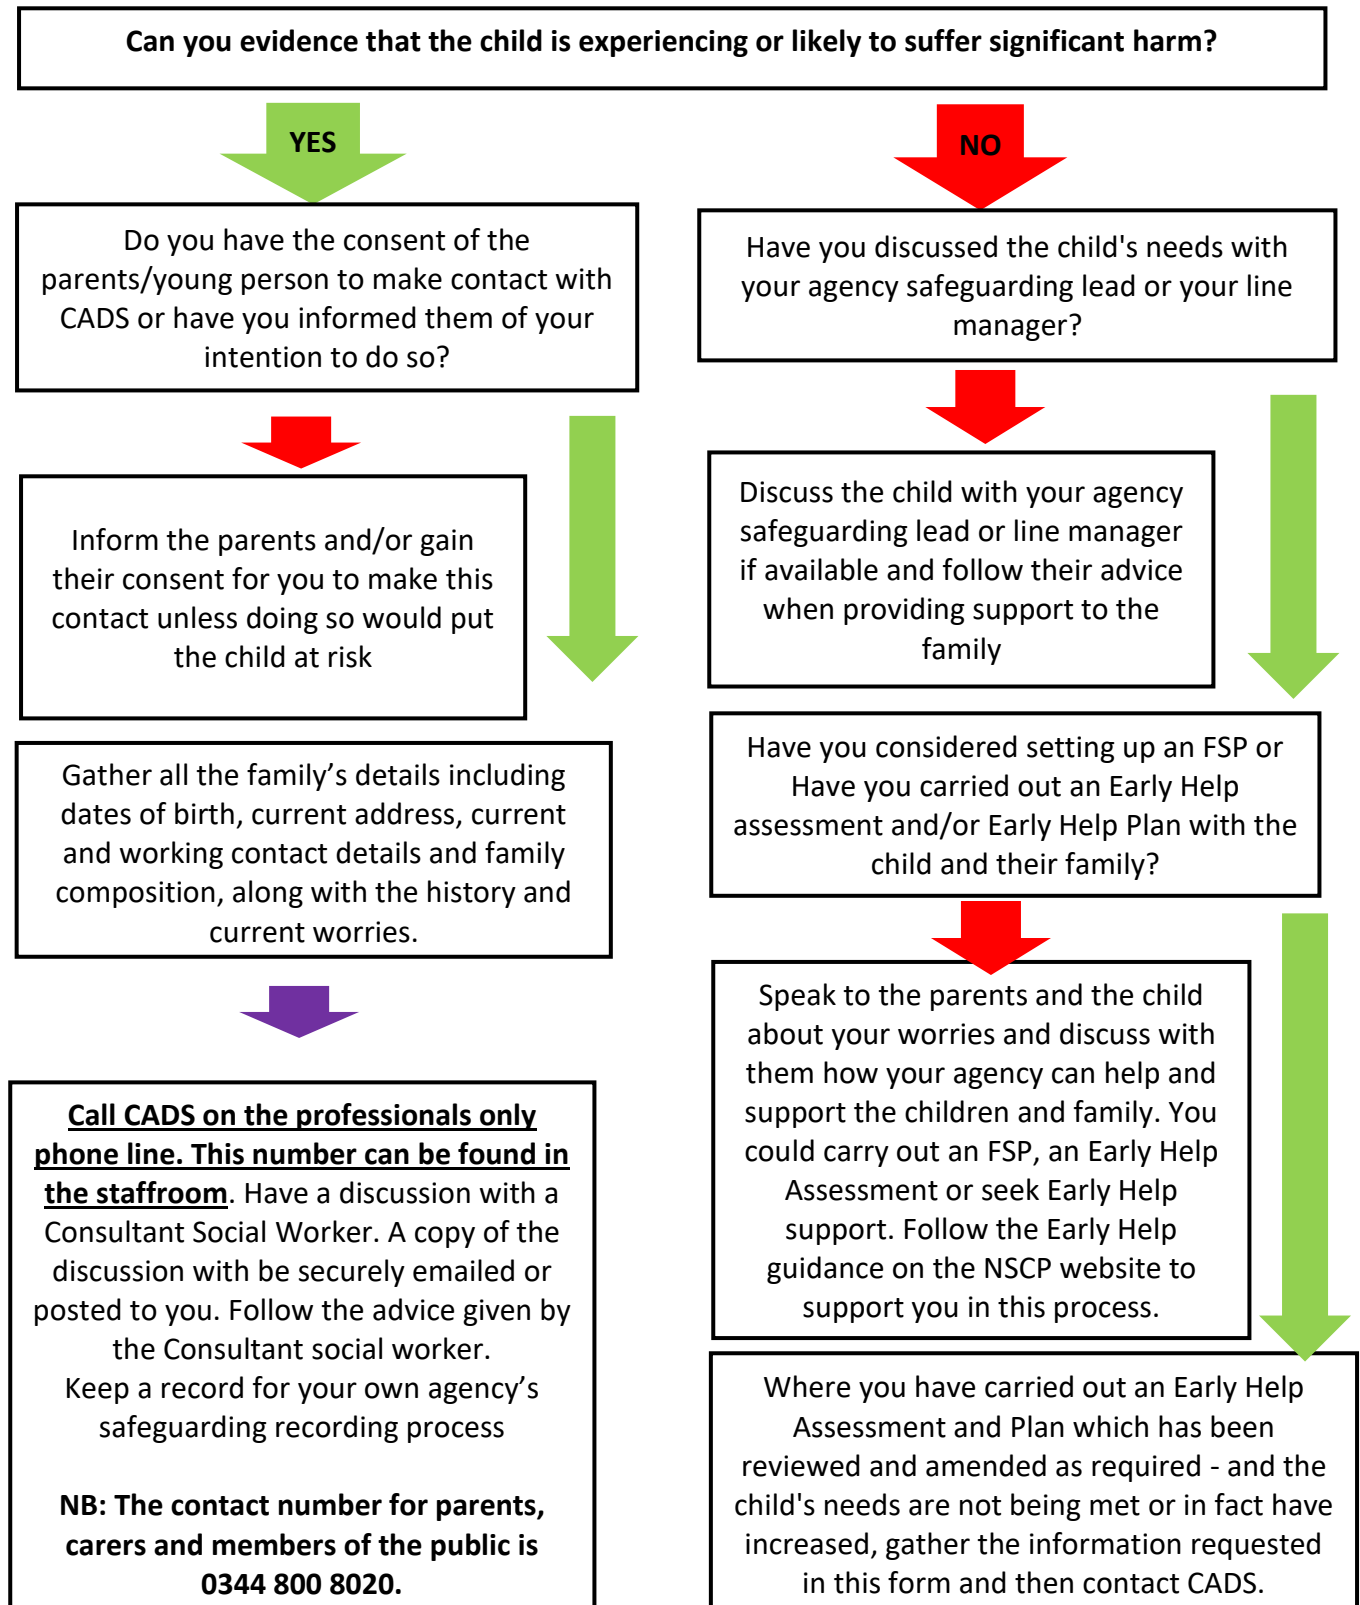 Can you evidence that the child is experiencing or likely to suffer significant harm?
YES
NO
Do you have the consent of the
parents/young person to make contact with
CADS or have you informed them of your
intention to do so?
Have you discussed the child's needs with
your agency safeguarding lead or your line
manager?
Inform the parents and/or gain
their consent for you to make this
contact unless doing so would put
the child at risk
Discuss the child with your agency
safeguarding lead or line manager
if available and follow their advice
when providing support to the
family
Gather all the family’s details including
dates of birth, current address, current
and working contact details and family
composition, along with the history and
current worries.
Have you considered setting up an FSP or
Have you carried out an Early Help
assessment and/or Early Help Plan with the
child and their family?
Call CADS on the professionals only
phone line. This number can be found in
the staffroom. Have a discussion with a
Consultant Social Worker. A copy of the
discussion with be securely emailed or
posted to you. Follow the advice given by
the Consultant social worker.
Keep a record for your own agency’s
safeguarding recording process
NB: The contact number for parents,
carers and members of the public is
0344 800 8020.
Speak to the parents and the child
about your worries and discuss with
them how your agency can help and
support the children and family. You
could carry out an FSP, an Early Help
Assessment or seek Early Help
support. Follow the Early Help
guidance on the NSCP website to
support you in this process.
Where you have carried out an Early Help
Assessment and Plan which has been
reviewed and amended as required - and the
child's needs are not being met or in fact have
increased, gather the information requested
in this form and then contact CADS.